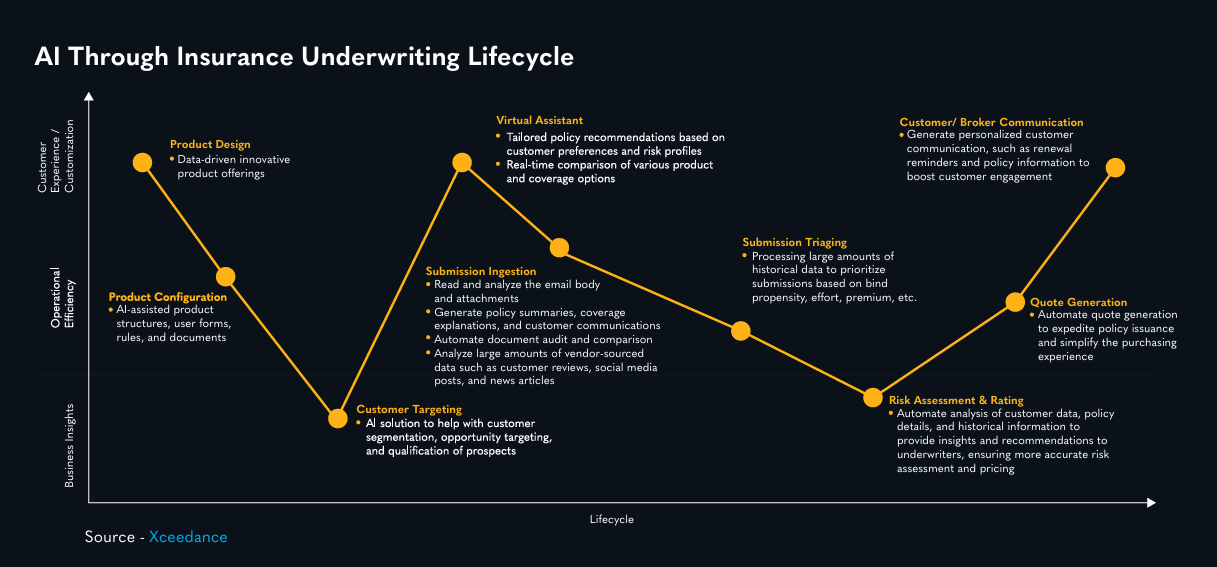 AI Through Insurance Underwriting Lifecycle
Customer
Experience /
Customization
Operational
Efficiency
Business Insights
Product Design
• Data-driven innovative
product offerings
Product Configuration
• AI-assisted product
structures, user forms,
rules, and documents
Customer Targeting
• AI solution to help with customer
segmentation, opportunity targeting,
and qualification of prospects
Virtual Assistant
• Tailored policy recommendations based on
customer preferences and risk profiles
• Real-time comparison of various product
and coverage options
Submission Ingestion
• Read and analyze the email body
and attachments
• Generate policy summaries, coverage
explanations, and customer communications
• Automate document audit and comparison
• Analyze large amounts of vendor-sourced
data such as customer reviews, social media
posts, and news articles
Submission Triaging
• Processing large amounts of
historical data to prioritize
submissions based on bind
propensity, effort, premium, etc.
Risk Assessment & Rating
• Automate analysis of customer data, policy
details, and historical information to
provide insights and recommendations to
underwriters, ensuring more accurate risk
assessment and pricing
Quote Generation
• Automate quote generation
to expedite policy issuance
and simplify the purchasing
experience
Customer/ Broker Communication
• Generate personalized customer
communication, such as renewal
reminders and policy information to
boost customer engagement
Lifecycle
Source - Xceedance